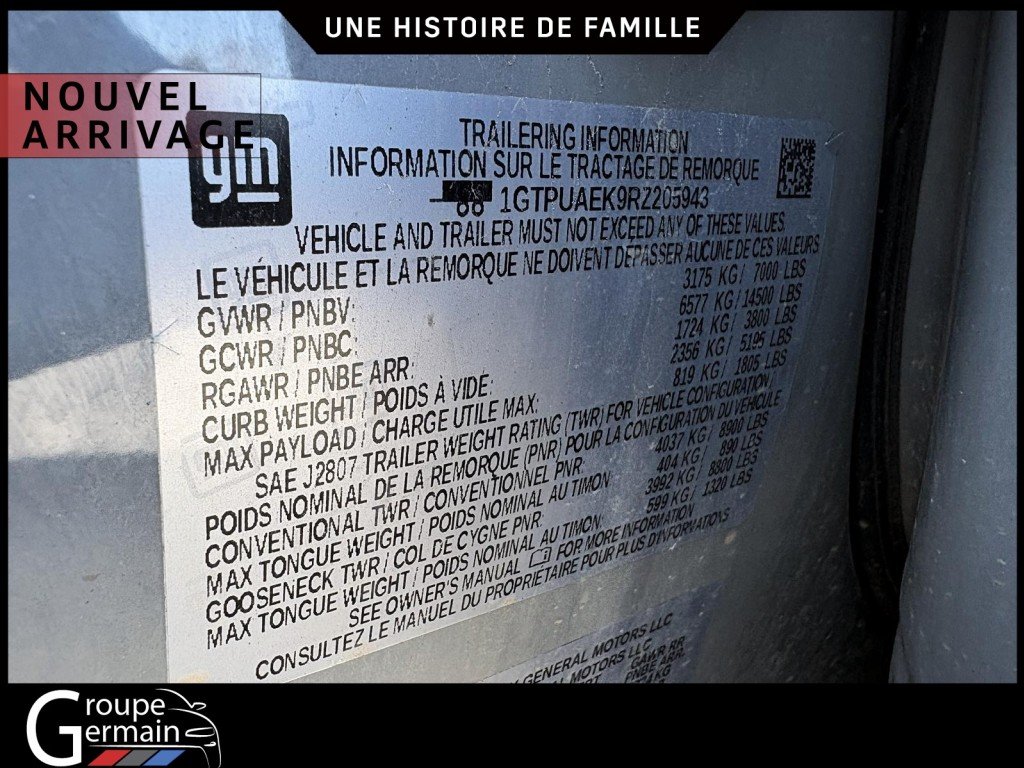 UNE HISTOIRE DE FAMILLE
NOUVEL
ARRIVAGE
gm
TRAILERING INFORMATION
INFORMATION SUR LE TRACTAGE DE REMORQUE
1GTPUAEK9RZ205943
VEHICLE AND TRAILER MUST NOT EXCEED ANY OF THESE VALUES
LE VÉHICULE ET LA REMORQUE NE DOIVENT DÉPASSER AUCUNE DE CES VALEURS
GVWR / PNBV: 3175 KG / 7000 LBS
GCWR / PNBC: 6577 KG / 14500 LBS
RGAWR / PNBE ARR: 1724 KG / 3800 LBS
CURB WEIGHT / POIDS À VIDE: 2356 KG / 5195 LBS
MAX PAYLOAD / CHARGE UTILE MAX: 819 KG / 1805 LBS
SAE J2807 TRAILER WEIGHT RATING (TWR) FOR VEHICLE CONFIGURATION /
POIDS NOMINAL DE LA REMORQUE (PNR) POUR LA CONFIGURATION DU VÉHICULE
CONVENTIONAL TWR / CONVENTIONNEL PNR: 4037 KG / 8900 LBS
MAX TONGUE WEIGHT / POIDS NOMINAL AU TIMON: 404 KG / 890 LBS
GOOSENECK TWR / COL DE CYGNE PNR: 3992 KG / 8800 LBS
MAX TONGUE WEIGHT / POIDS NOMINAL AU TIMON: 599 KG / 1320 LBS
SEE OWNER'S MANUAL FOR MORE INFORMATION
CONSULTEZ LE MANUEL DU PROPRIÉTAIRE POUR PLUS D'INFORMATIONS
GENERAL MOTORS LLC
MOTORS LLC
GAWR RR
PNBE ARR
Groupe
Germain